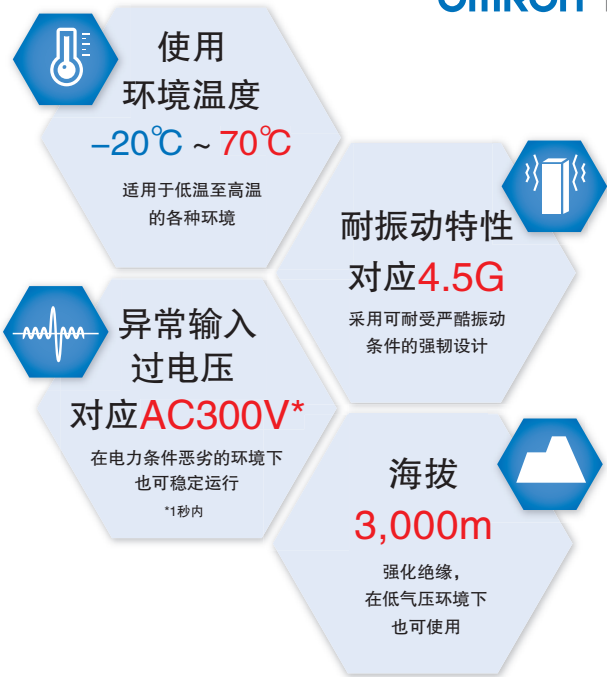 OMRON
使用
环境温度
–20℃ ~ 70℃
适用于低温至高温
的各种环境
耐振动特性
对应4.5G
采用可耐受严酷振动
条件的强韧设计
异常输入
过电压
对应AC300V*
在电力条件恶劣的环境下
也可稳定运行
*1秒内
海拔
3,000m
强化绝缘，
在低气压环境下
也可使用